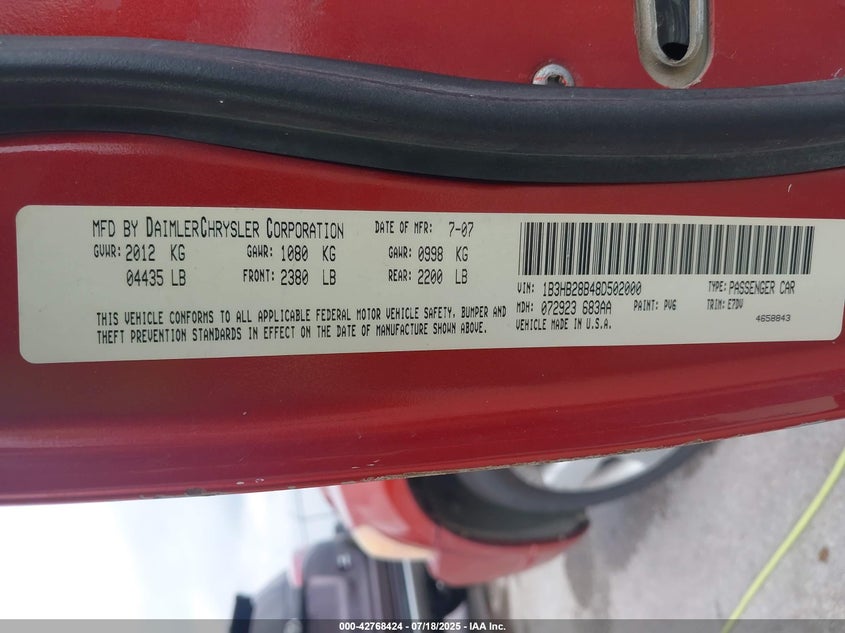 MFD BY DAIMLERCHRYSLER CORPORATION DATE OF MFR: 7-07
GVWR: 2012 KG GAWR: 1080 KG GAWR: 0998 KG
04435 LB FRONT: 2380 LB REAR: 2200 LB
THIS VEHICLE CONFORMS TO ALL APPLICABLE FEDERAL MOTOR VEHICLE SAFETY, BUMPER AND
THEFT PREVENTION STANDARDS IN EFFECT ON THE DATE OF MANUFACTURE SHOWN ABOVE.
VIN: 1B3HB28B48D502000 TYPE: PASSENGER CAR
MDH: 072923 683AA PAINT: PV6 TRIM: E7DV
VEHICLE MADE IN U.S.A. 4658843
000-42768424 - 07/18/2025 - IAA Inc.